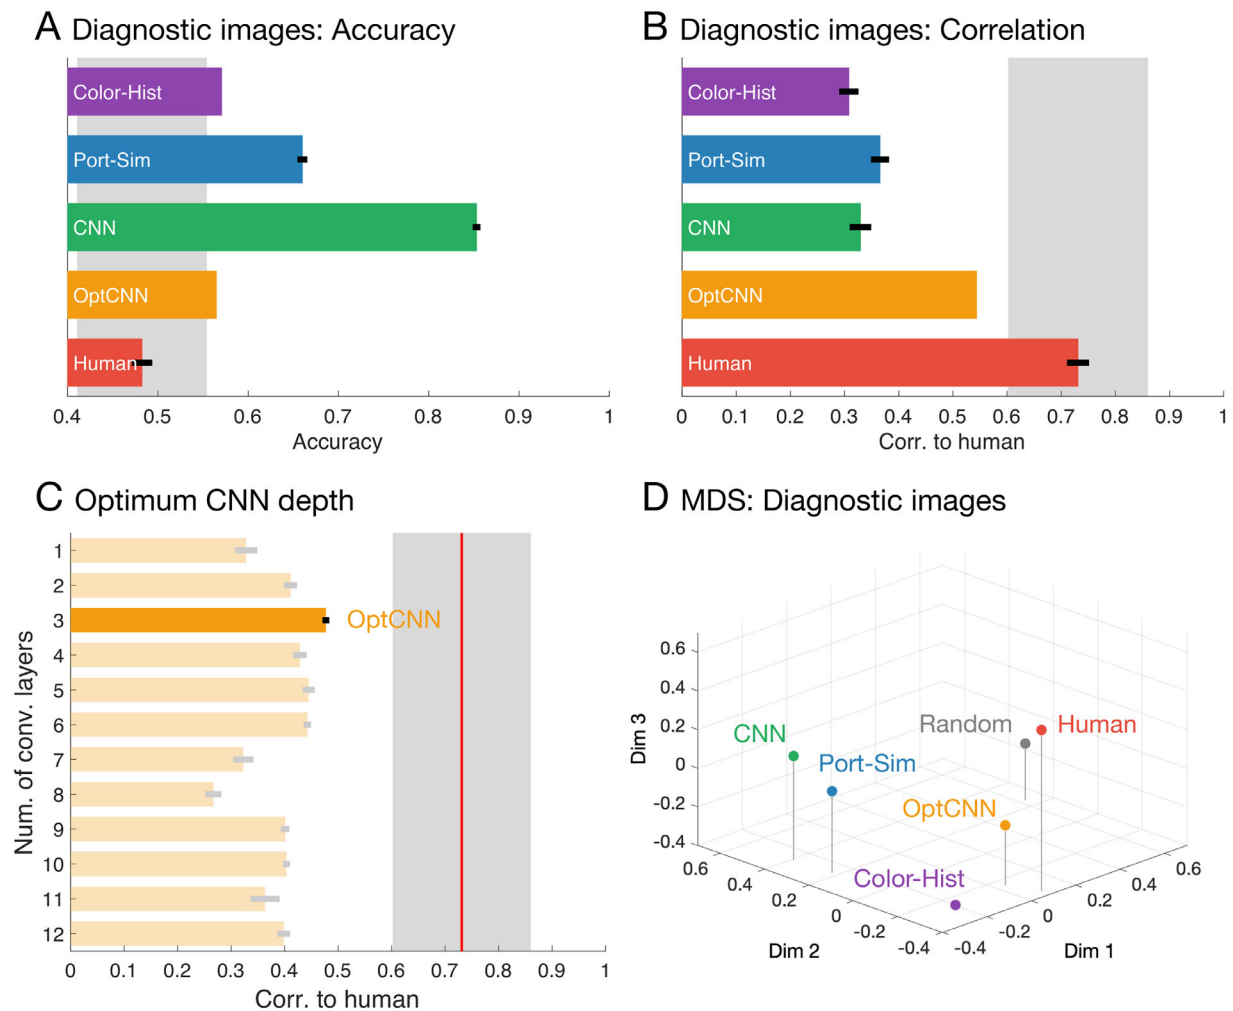 A Diagnostic images: Accuracy
Color-Hist
Port-Sim
CNN
OptCNN
Human
0.4 0.5 0.6 0.7 0.8 0.9 1
Accuracy
B Diagnostic images: Correlation
Color-Hist
Port-Sim
CNN
OptCNN
Human
0 0.1 0.2 0.3 0.4 0.5 0.6 0.7 0.8 0.9 1
Corr. to human
C Optimum CNN depth
Num. of conv. layers
1
2
3 OptCNN
4
5
6
7
8
9
10
11
12
0 0.1 0.2 0.3 0.4 0.5 0.6 0.7 0.8 0.9 1
Corr. to human
D MDS: Diagnostic images
Dim 3
0.6
0.4
0.2
0
-0.2
-0.4
CNN
Port-Sim
Random
Human
OptCNN
Color-Hist
0.6 0.4 0.2 0 -0.2 -0.4
Dim 2
-0.4 -0.2 0 0.2 0.4 0.6
Dim 1